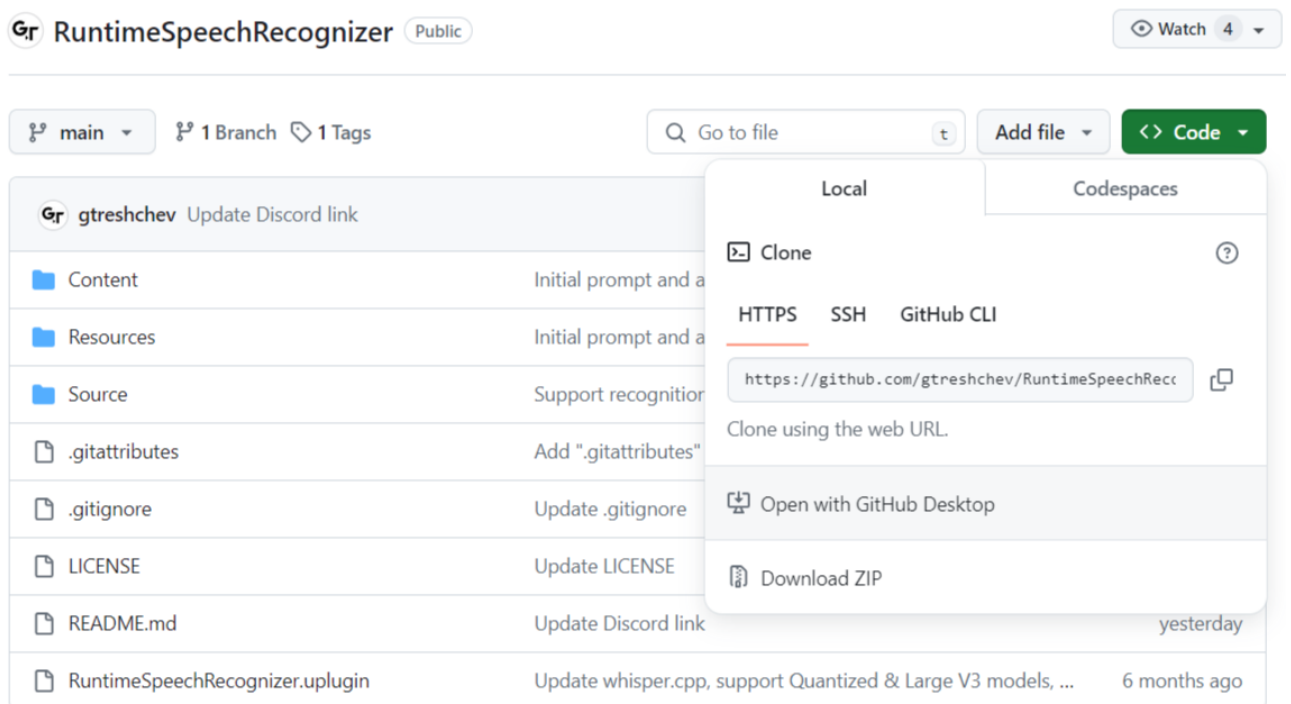 Gr RuntimeSpeechRecognizer Public
Watch 4
main 1 Branch 1 Tags
Go to file t
Add file
Code
Gr gtreshchev Update Discord link
Local Codespaces
Clone
HTTPS SSH GitHub CLI
https://github.com/gtreshchev/RuntimeSpeechRecc
Clone using the web URL.
Open with GitHub Desktop
Download ZIP
Content Initial prompt and a
Resources Initial prompt and a
Source Support recognition
.gitattributes Add ".gitattributes"
.gitignore Update .gitignore
LICENSE Update LICENSE
README.md Update Discord link yesterday
RuntimeSpeechRecognizer.uplugin Update whisper.cpp, support Quantized & Large V3 models, ... 6 months ago